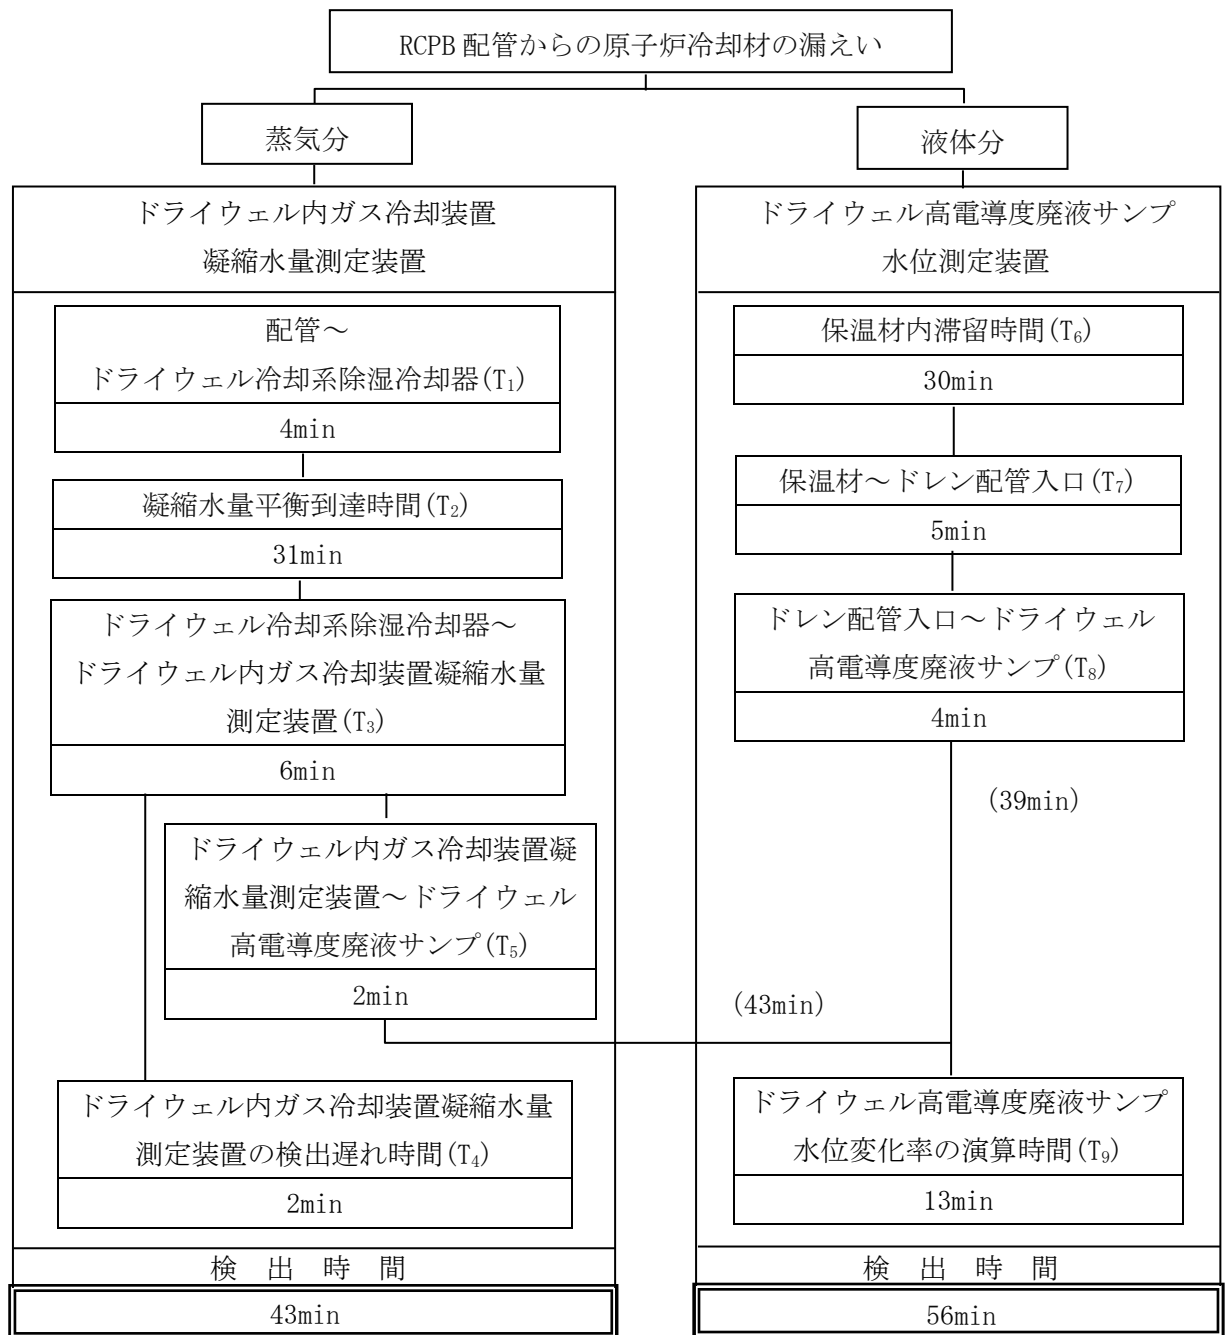 RCPB配管からの原子炉冷却材の漏えい
蒸気分
ドライウェル内ガス冷却装置
凝縮水量測定装置
配管～
ドライウェル冷却系除湿冷却器(T₁)
4min
凝縮水量平衡到達時間(T₂)
31min
ドライウェル冷却系除湿冷却器～
ドライウェル内ガス冷却装置凝縮水量
測定装置(T₃)
6min
ドライウェル内ガス冷却装置凝
縮水量測定装置～ドライウェル
高電導度廃液サンプ(T₅)
2min
ドライウェル内ガス冷却装置凝縮水量
測定装置の検出遅れ時間(T₄)
2min
検出時間
43min
液体分
ドライウェル高電導度廃液サンプ
水位測定装置
保温材内滞留時間(T₆)
30min
保温材～ドレン配管入口(T₇)
5min
ドレン配管入口～ドライウェル
高電導度廃液サンプ(T₈)
4min
(39min)
(43min)
ドライウェル高電導度廃液サンプ
水位変化率の演算時間(T₉)
13min
検出時間
56min